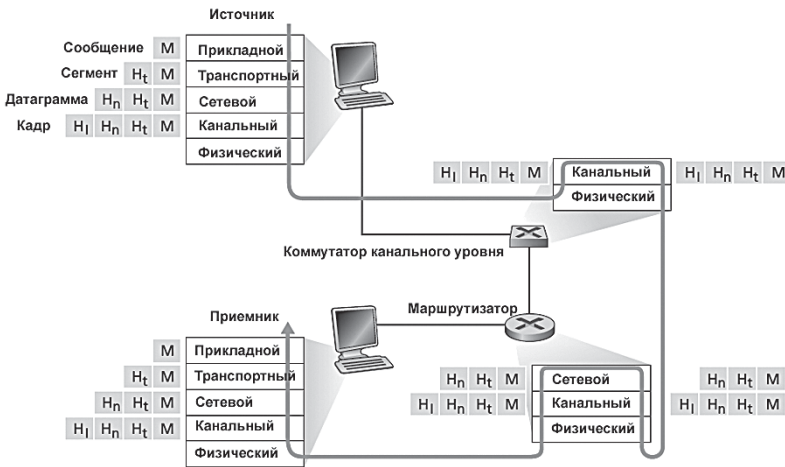 Источник
Сообщение M Прикладной
Сегмент Ht M Транспортный
Датаграмма Hn Ht M Сетевой
Кадр Hl Hn Ht M Канальный
Физический
Hl Hn Ht M Канальный Hl Hn Ht M
Физический
Коммутатор канального уровня
Маршрутизатор
Приемник
M Прикладной
Ht M Транспортный
Hn Ht M Сетевой
Hl Hn Ht M Канальный
Физический
Hn Ht M Сетевой Hn Ht M
Hl Hn Ht M Канальный Hl Hn Ht M
Физический